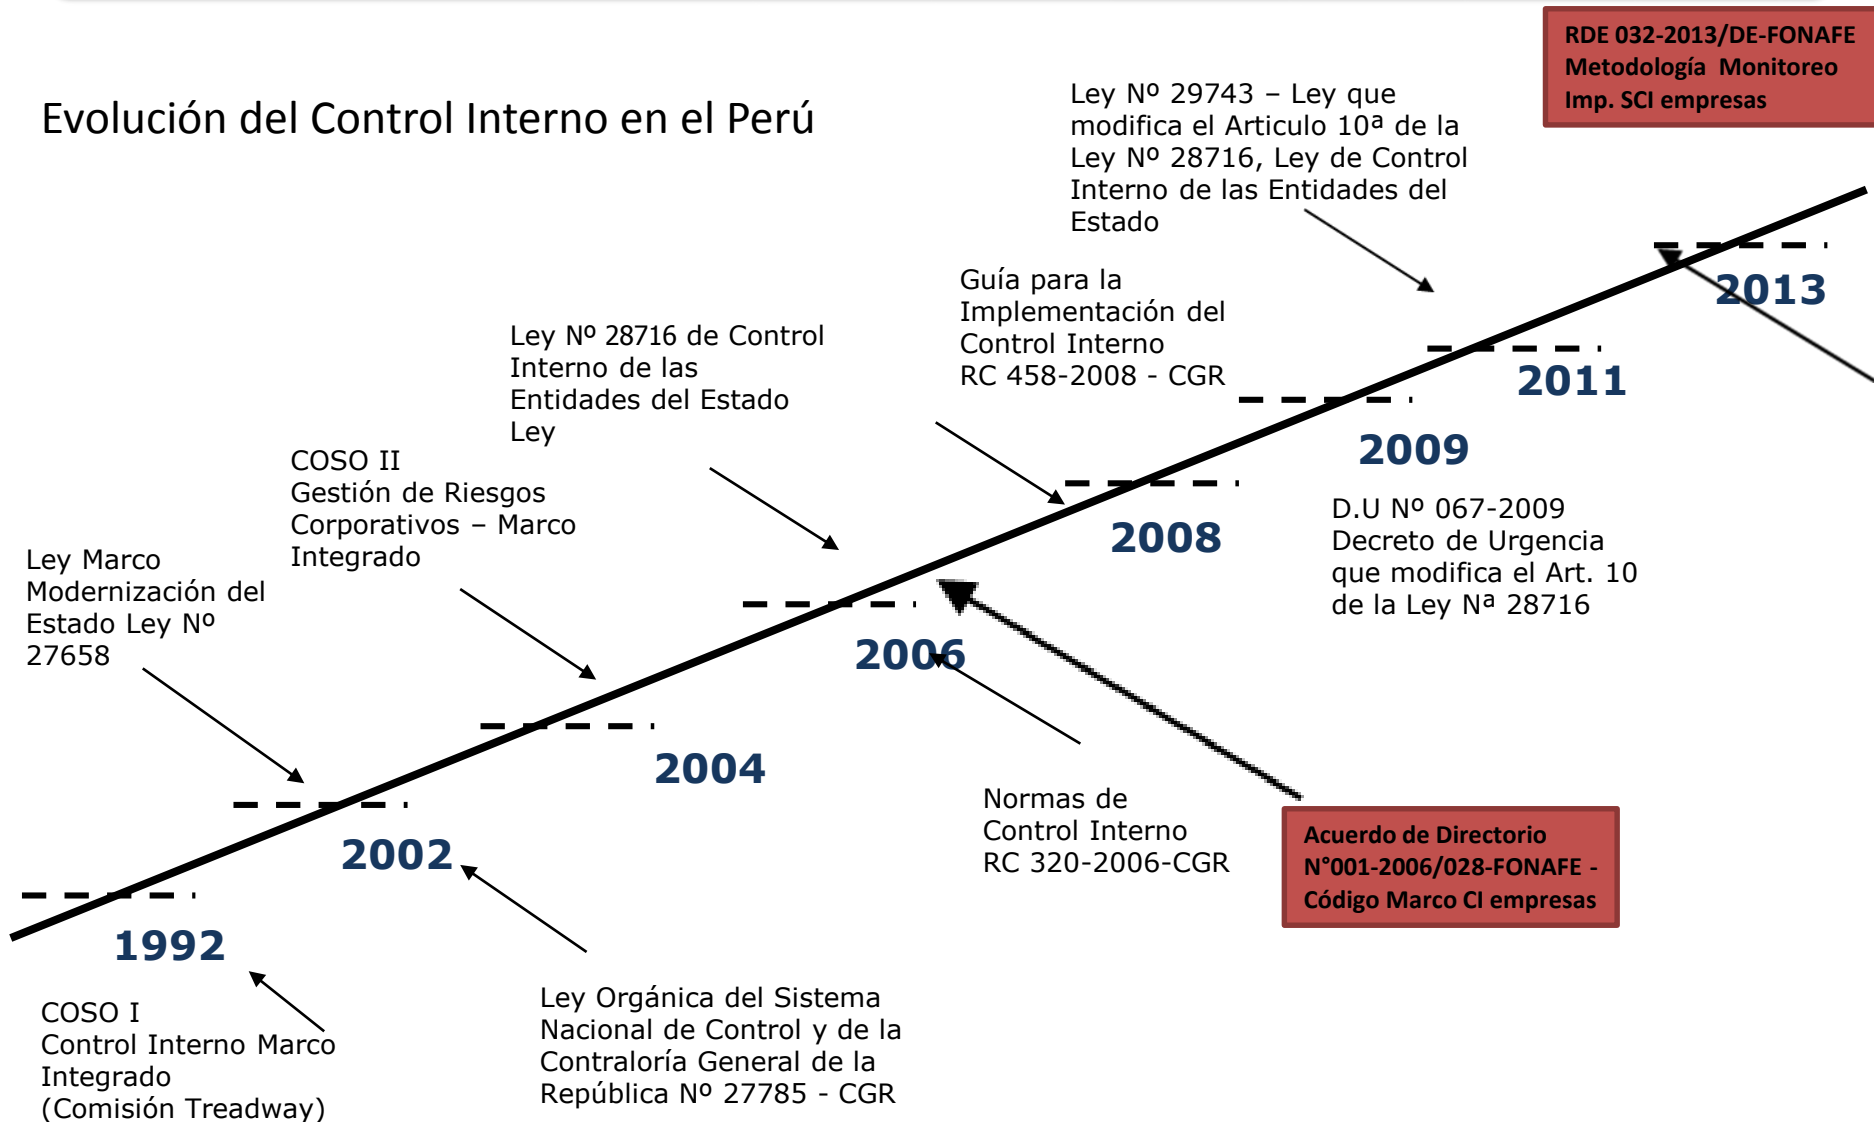 RDE 032-2013/DE-FONAFE
Metodología Monitoreo
Imp. SCI empresas
Evolución del Control Interno en el Perú
Ley Nº 29743 – Ley que
modifica el Articulo 10ª de la
Ley Nº 28716, Ley de Control
Interno de las Entidades del
Estado
2013
Guía para la
Implementación del
Control Interno
RC 458-2008 - CGR
2011
Ley Nº 28716 de Control
Interno de las
Entidades del Estado
Ley
2009
D.U Nº 067-2009
Decreto de Urgencia
que modifica el Art. 10
de la Ley Nª 28716
COSO II
Gestión de Riesgos
Corporativos – Marco
Integrado
2008
Ley Marco
Modernización del
Estado Ley Nº
27658
2006
2004
Normas de
Control Interno
RC 320-2006-CGR
Acuerdo de Directorio
N°001-2006/028-FONAFE -
Código Marco CI empresas
2002
1992
COSO I
Control Interno Marco
Integrado
(Comisión Treadway)
Ley Orgánica del Sistema
Nacional de Control y de la
Contraloría General de la
República Nº 27785 - CGR